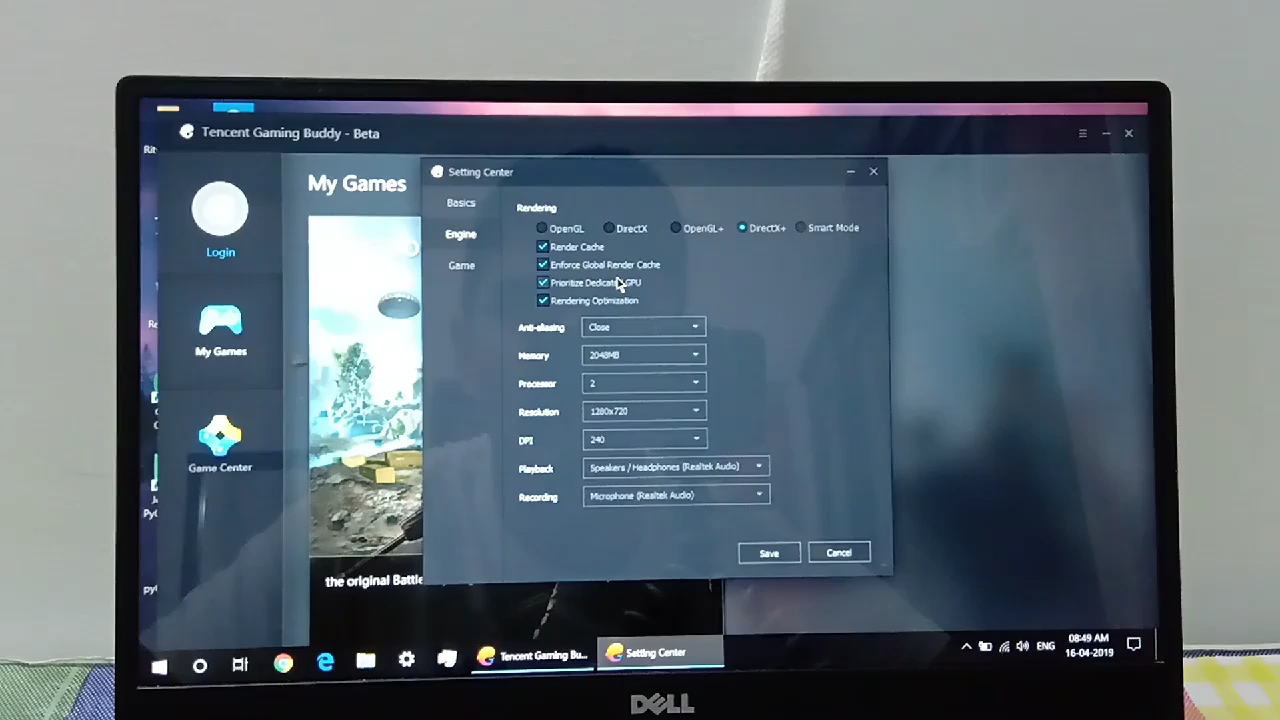 Tencent Gaming Buddy - Beta
Login
My Games
Game Center
My Games
the original Battle
Setting Center
Basics
Engine
Game
Rendering
OpenGL DirectX OpenGL+ DirectX+ Smart Mode
Render Cache
Enforce Global Render Cache
Prioritize Dedicated GPU
Rendering Optimization
Anti-aliasing Close
Memory 2048MB
Processor 2
Resolution 1280x720
DPI 240
Playback Speakers / Headphones (Realtek Audio)
Recording Microphone (Realtek Audio)
Save Cancel
Tencent Gaming Bu... Setting Center
ENG
08:49 AM
16-04-2019
DELL